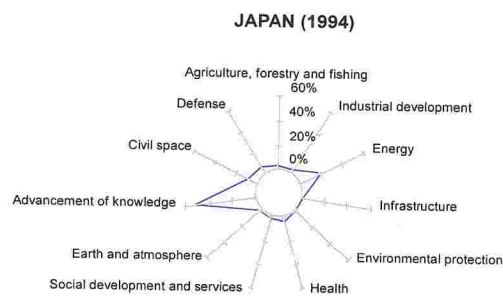 JAPAN (1994)
Agriculture, forestry and fishing
60%
Defense
40%
Industrial development
20%
Civil space
0%
Energy
Advancement of knowledge
Infrastructure
Earth and atmosphere
Environmental protection
Social development and services
Health